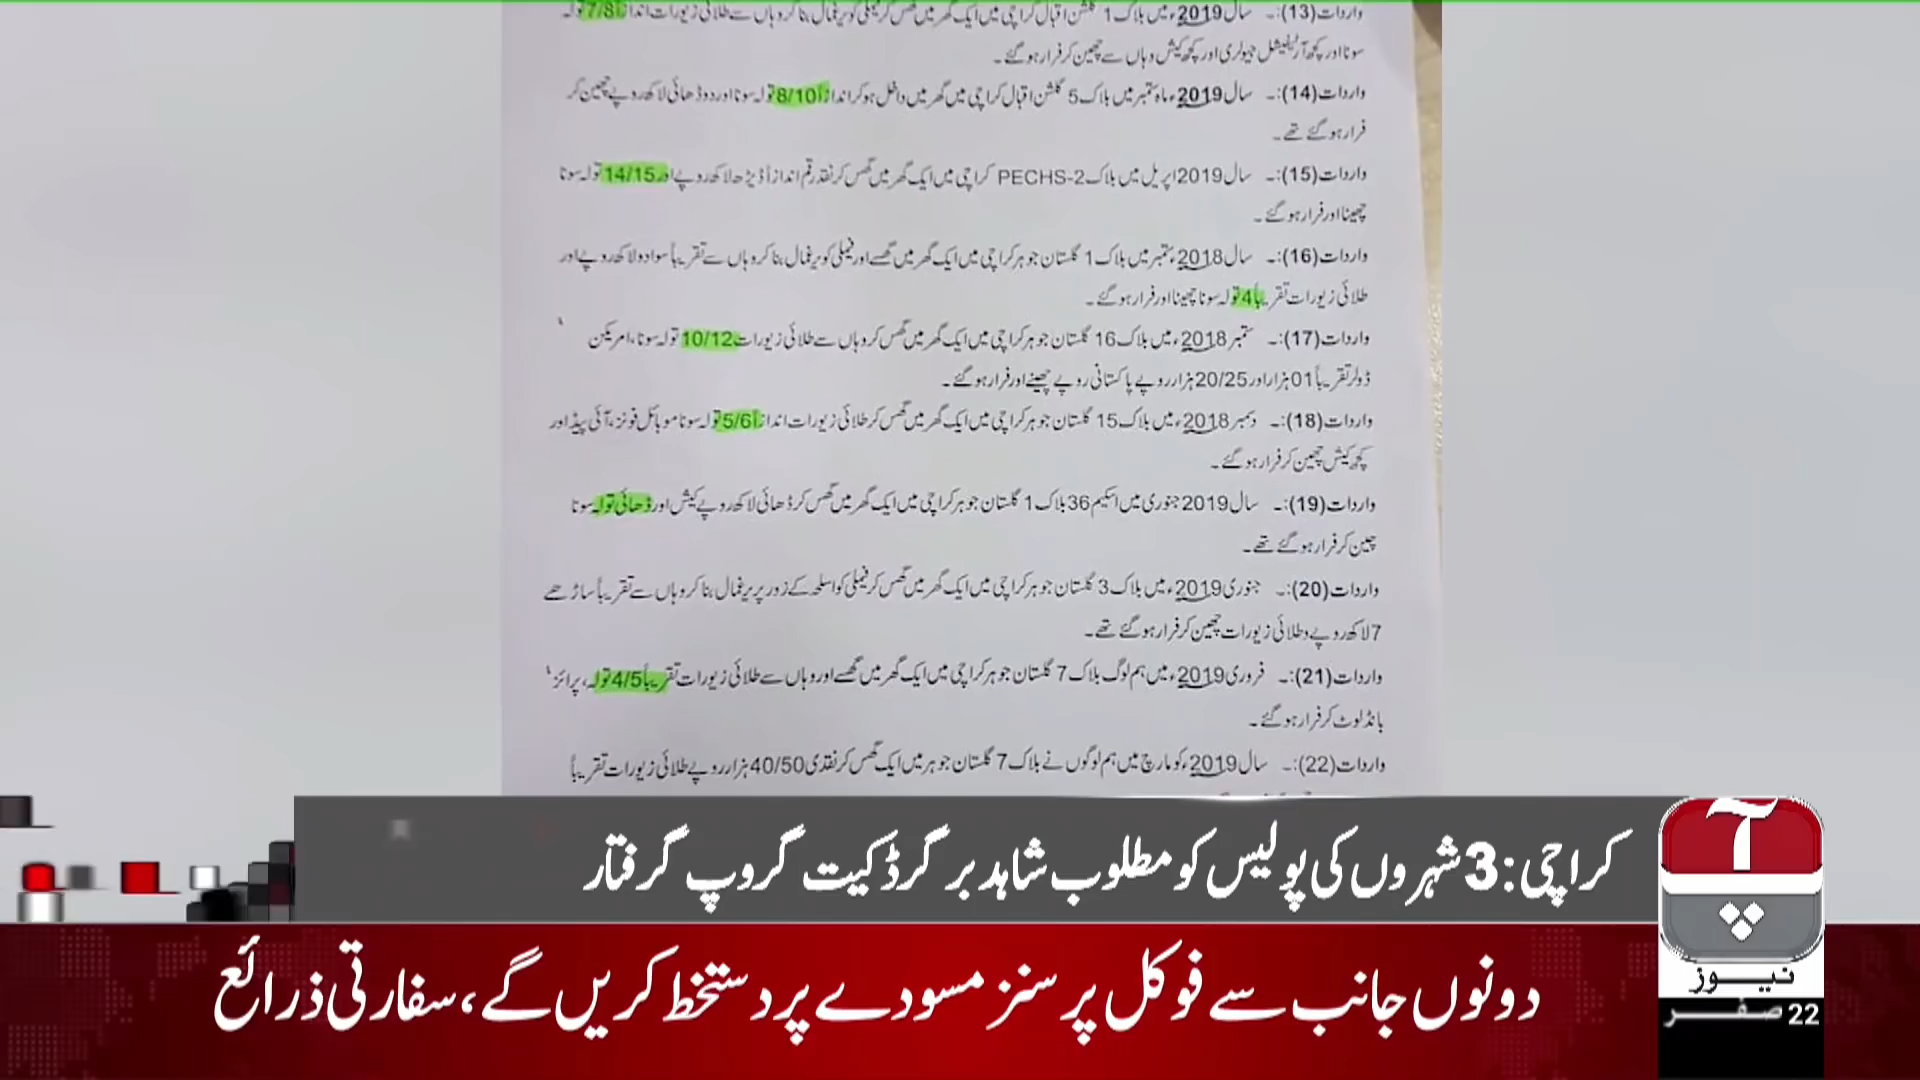 واردات (13):۔ سال 2019ء میں بلاک 1 گلشن اقبال کراچی میں ایک گھر میں گھس کر فیملی کو یرغمال بنا کر وہاں سے طلائی زیورات اندازاً 7/8 تولہ
سونا اور کچھ آرٹیفیشل جیولری اور کچھ کیش وہاں سے چھین کر فرار ہو گئے ۔
واردات (14):۔ سال 2019ء ماہ ستمبر میں بلاک 5 گلشن اقبال کراچی میں گھر میں داخل ہو کر اندازاً 8/10 تولہ سونا اور دو ڈھائی لاکھ روپے چھین کر
فرار ہو گئے تھے ۔
واردات (15):۔ سال 2019 اپریل میں بلاک PECHS-2 کراچی میں ایک گھر میں گھس کر نقد رقم اندازاً ڈیڑھ لاکھ روپے اور 14/15 تولہ سونا
چھینا اور فرار ہو گئے ۔
واردات (16):۔ سال 2018ء ستمبر میں بلاک 1 گلستان جوہر کراچی میں ایک گھر میں گھسے اور فیملی کو یرغمال بنا کر وہاں سے تقریباً سوا دو لاکھ روپے اور
طلائی زیورات تقریباً 4 تولہ سونا چھینا اور فرار ہو گئے ۔
واردات (17):۔ ستمبر 2018ء میں بلاک 16 گلستان جوہر کراچی میں ایک گھر میں گھس کر وہاں سے طلائی زیورات 10/12 تولہ سونا، امریکن
ڈولر تقریباً 01 ہزار اور 20/25 ہزار روپے پاکستانی روپے چھینے اور فرار ہو گئے ۔
واردات (18):۔ دسمبر 2018ء میں بلاک 15 گلستان جوہر کراچی میں ایک گھر میں گھس کر طلائی زیورات اندازاً 5/6 تولہ سونا موبائل فونز، آئی پیڈ اور
کچھ کیش چھین کر فرار ہو گئے ۔
واردات (19):۔ سال 2019 جنوری میں اسکیم 36 بلاک 1 گلستان جوہر کراچی میں ایک گھر میں گھس کر ڈھائی لاکھ روپے کیش اور ڈھائی تولہ سونا
چین کر فرار ہو گئے تھے ۔
واردات (20):۔ جنوری 2019ء میں بلاک 3 گلستان جوہر کراچی میں ایک گھر میں گھس کر فیملی کو اسلحہ کے زور پر یرغمال بنا کر وہاں سے تقریباً ساڑھے
7 لاکھ روپے و طلائی زیورات چھین کر فرار ہو گئے تھے ۔
واردات (21):۔ فروری 2019ء میں ہم لوگ بلاک 7 گلستان جوہر کراچی میں ایک گھر میں گھسے اور وہاں سے طلائی زیورات تقریباً 4/5 تولہ، پرائز
بانڈ لوٹ کر فرار ہو گئے ۔
واردات (22):۔ سال 2019ء کو مارچ میں ہم لوگوں نے بلاک 7 گلستان جوہر میں ایک گھس کر نقدی 40/50 ہزار روپے طلائی زیورات تقریباً
کراچی: 3 شہروں کی پولیس کو مطلوب شاہد برگر ڈکیت گروپ گرفتار
دونوں جانب سے فوکل پرسنز مسودے پر دستخط کریں گے، سفارتی ذرائع
آپ
نیوز
22 صفر